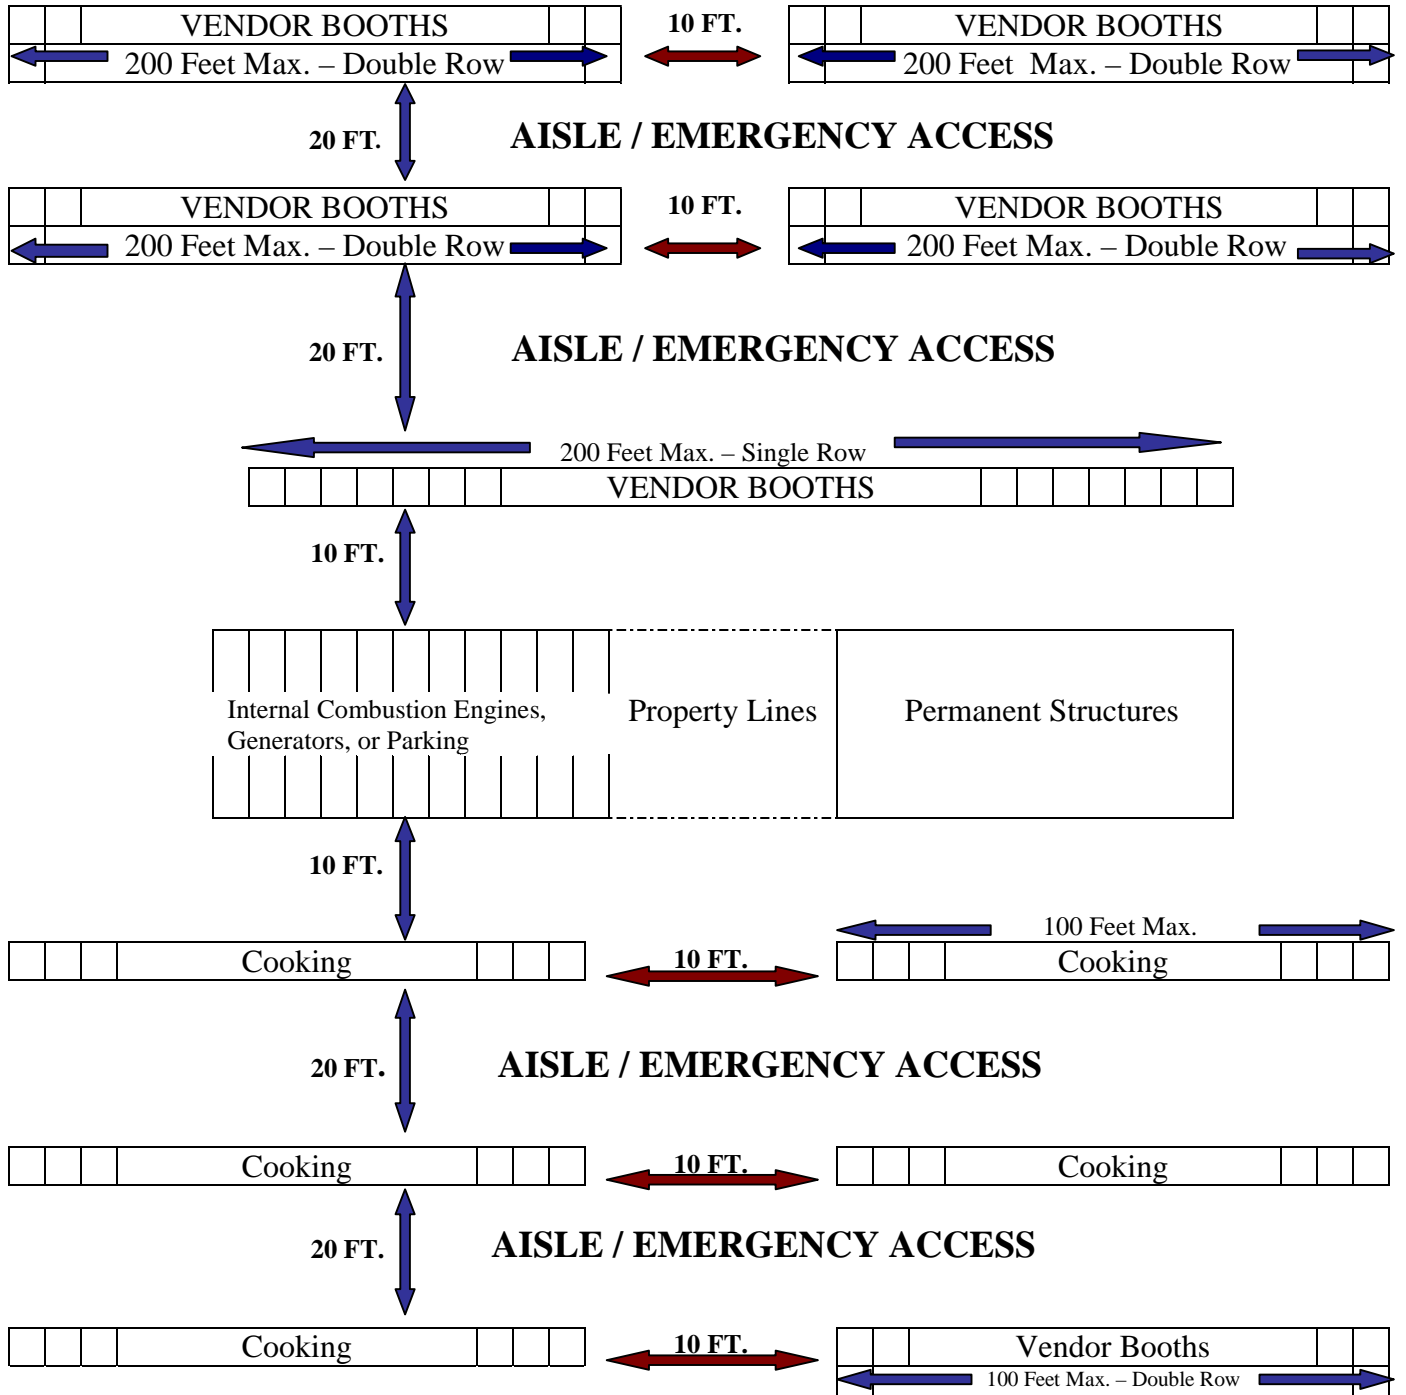 VENDOR BOOTHS
10 FT.
VENDOR BOOTHS
200 Feet Max. – Double Row
200 Feet Max. – Double Row
20 FT.
AISLE / EMERGENCY ACCESS
VENDOR BOOTHS
10 FT.
VENDOR BOOTHS
200 Feet Max. – Double Row
200 Feet Max. – Double Row
20 FT.
AISLE / EMERGENCY ACCESS
200 Feet Max. – Single Row
VENDOR BOOTHS
10 FT.
Internal Combustion Engines,
Generators, or Parking
Property Lines
Permanent Structures
10 FT.
100 Feet Max.
Cooking
10 FT.
Cooking
20 FT.
AISLE / EMERGENCY ACCESS
Cooking
10 FT.
Cooking
20 FT.
AISLE / EMERGENCY ACCESS
Cooking
10 FT.
Vendor Booths
100 Feet Max. – Double Row